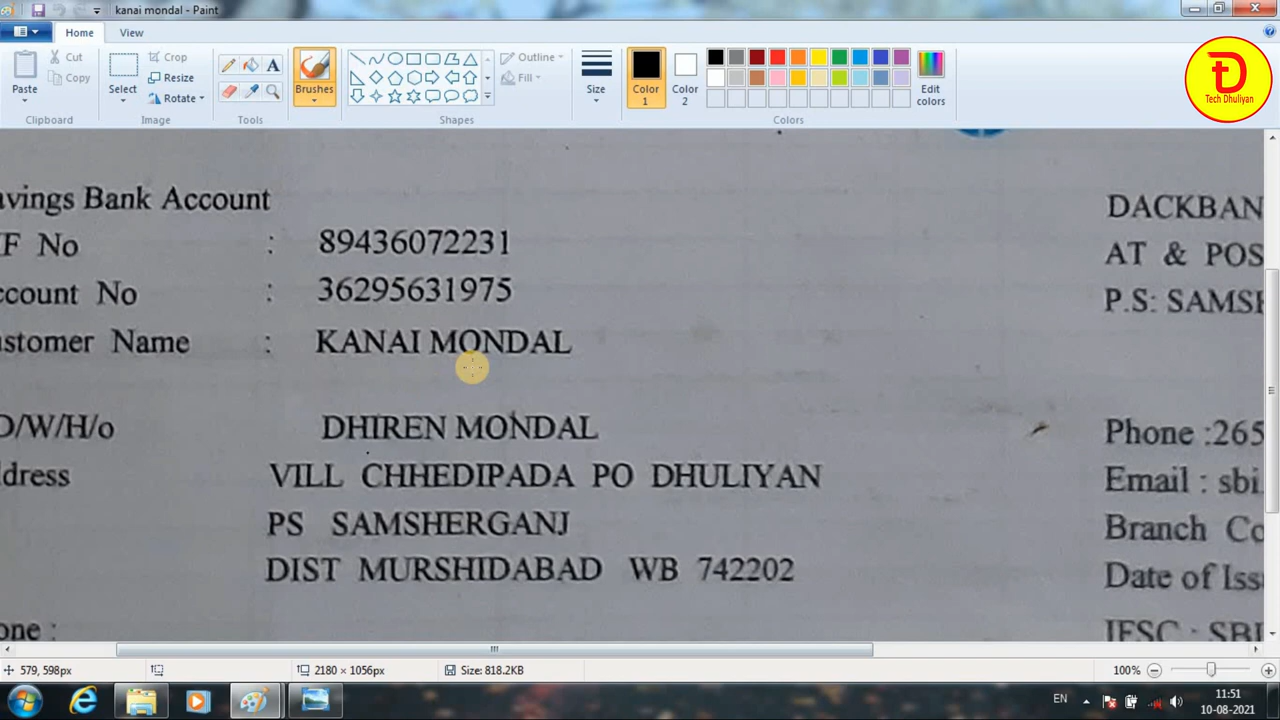 kanai mondal - Paint
Home View
Paste Cut Copy Clipboard
Select Crop Resize Rotate Image
Tools
Brushes
Shapes Outline Fill
Size
Color 1 Color 2 Edit colors Colors
Tech Dhuliyan
avings Bank Account
F No : 89436072231
ccount No : 36295631975
ustomer Name : KANAI MONDAL
D/W/H/o DHIREN MONDAL
ddress VILL CHHEDIPADA PO DHULIYAN
PS SAMSHERGANJ
DIST MURSHIDABAD WB 742202
one :
DACKBAN
AT & POS
P.S: SAMSH
Phone :265
Email : sbi.
Branch Co
Date of Iss
IFSC : SBI
579, 598px 2180 × 1056px Size: 818.2KB 100%
EN 11:51
10-08-2021